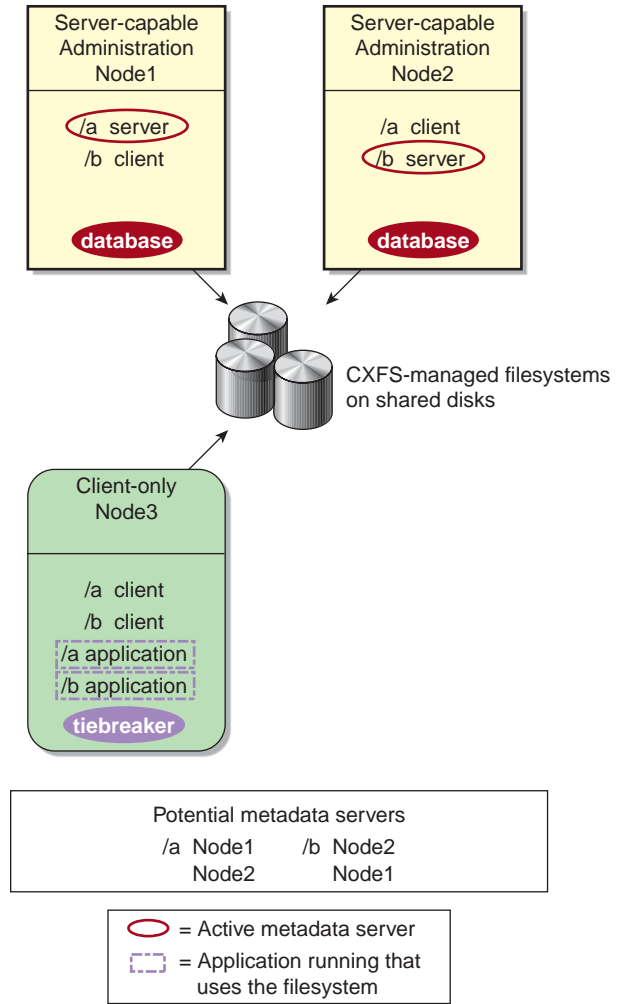 Server-capable
Administration
Node1
/a server
/b client
database
Server-capable
Administration
Node2
/a client
/b server
database
CXFS-managed filesystems
on shared disks
Client-only
Node3
/a client
/b client
/a application
/b application
tiebreaker
Potential metadata servers
/a Node1 /b Node2
Node2 Node1
= Active metadata server
= Application running that
uses the filesystem